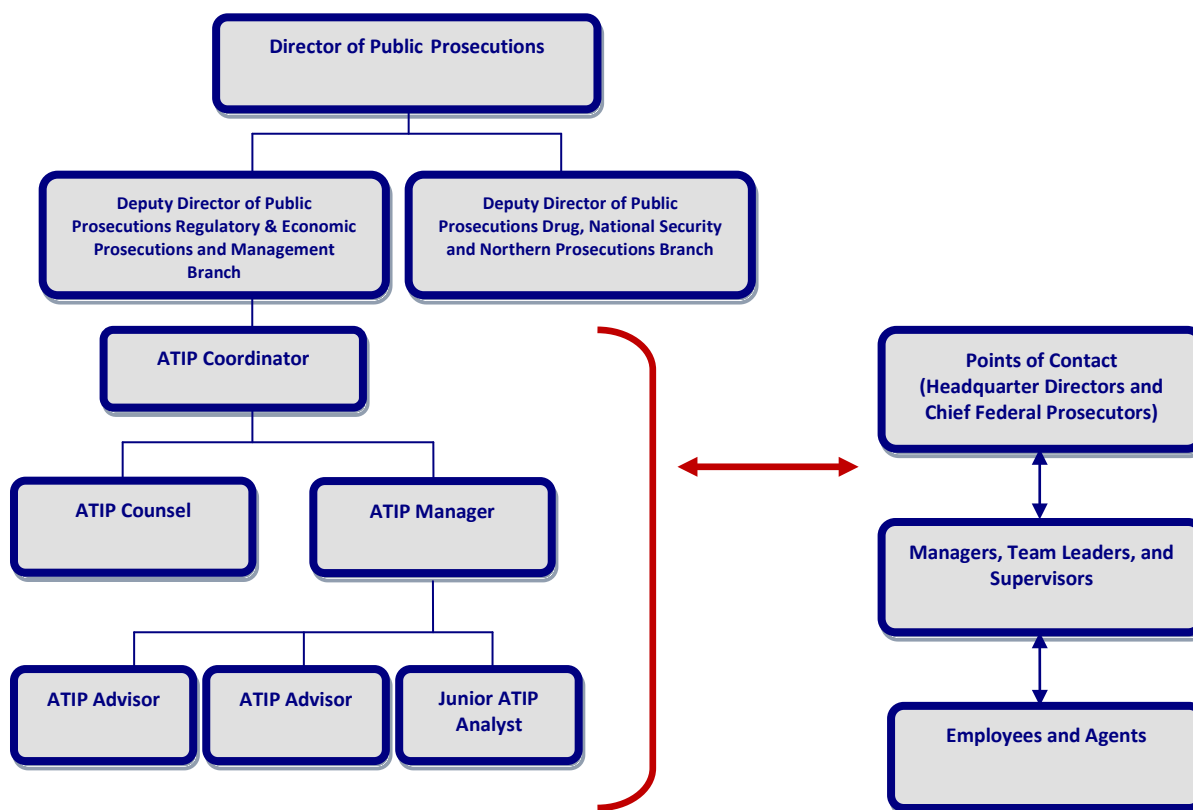 Director of Public Prosecutions
Deputy Director of Public
Prosecutions Regulatory & Economic
Prosecutions and Management
Branch
Deputy Director of Public
Prosecutions Drug, National Security
and Northern Prosecutions Branch
ATIP Coordinator
ATIP Counsel
ATIP Manager
ATIP Advisor
ATIP Advisor
Junior ATIP
Analyst
Points of Contact
(Headquarter Directors and
Chief Federal Prosecutors)
Managers, Team Leaders, and
Supervisors
Employees and Agents